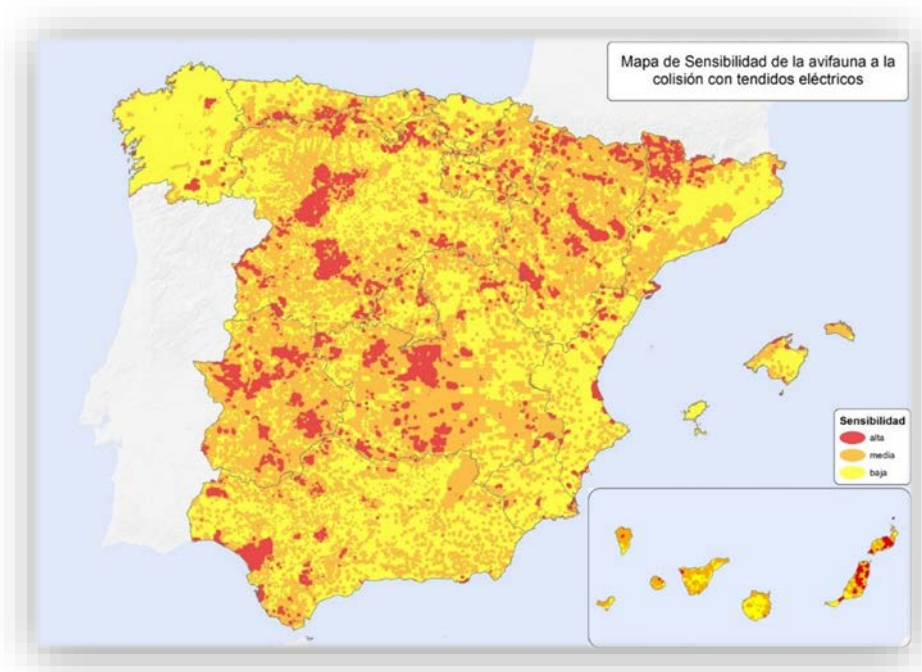 Mapa de Sensibilidad de la avifauna a la
colisión con tendidos eléctricos
Sensibilidad
alta
media
baja